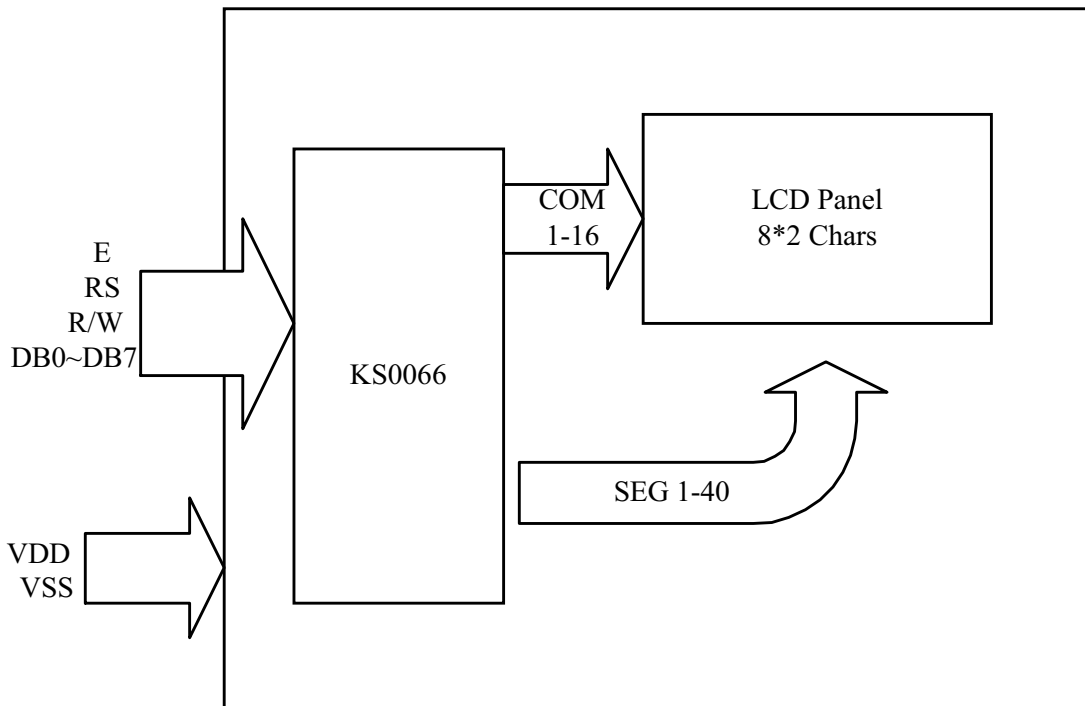 E
RS
R/W
DB0~DB7
VDD
VSS
KS0066
COM
1-16
LCD Panel
8*2 Chars
SEG 1-40